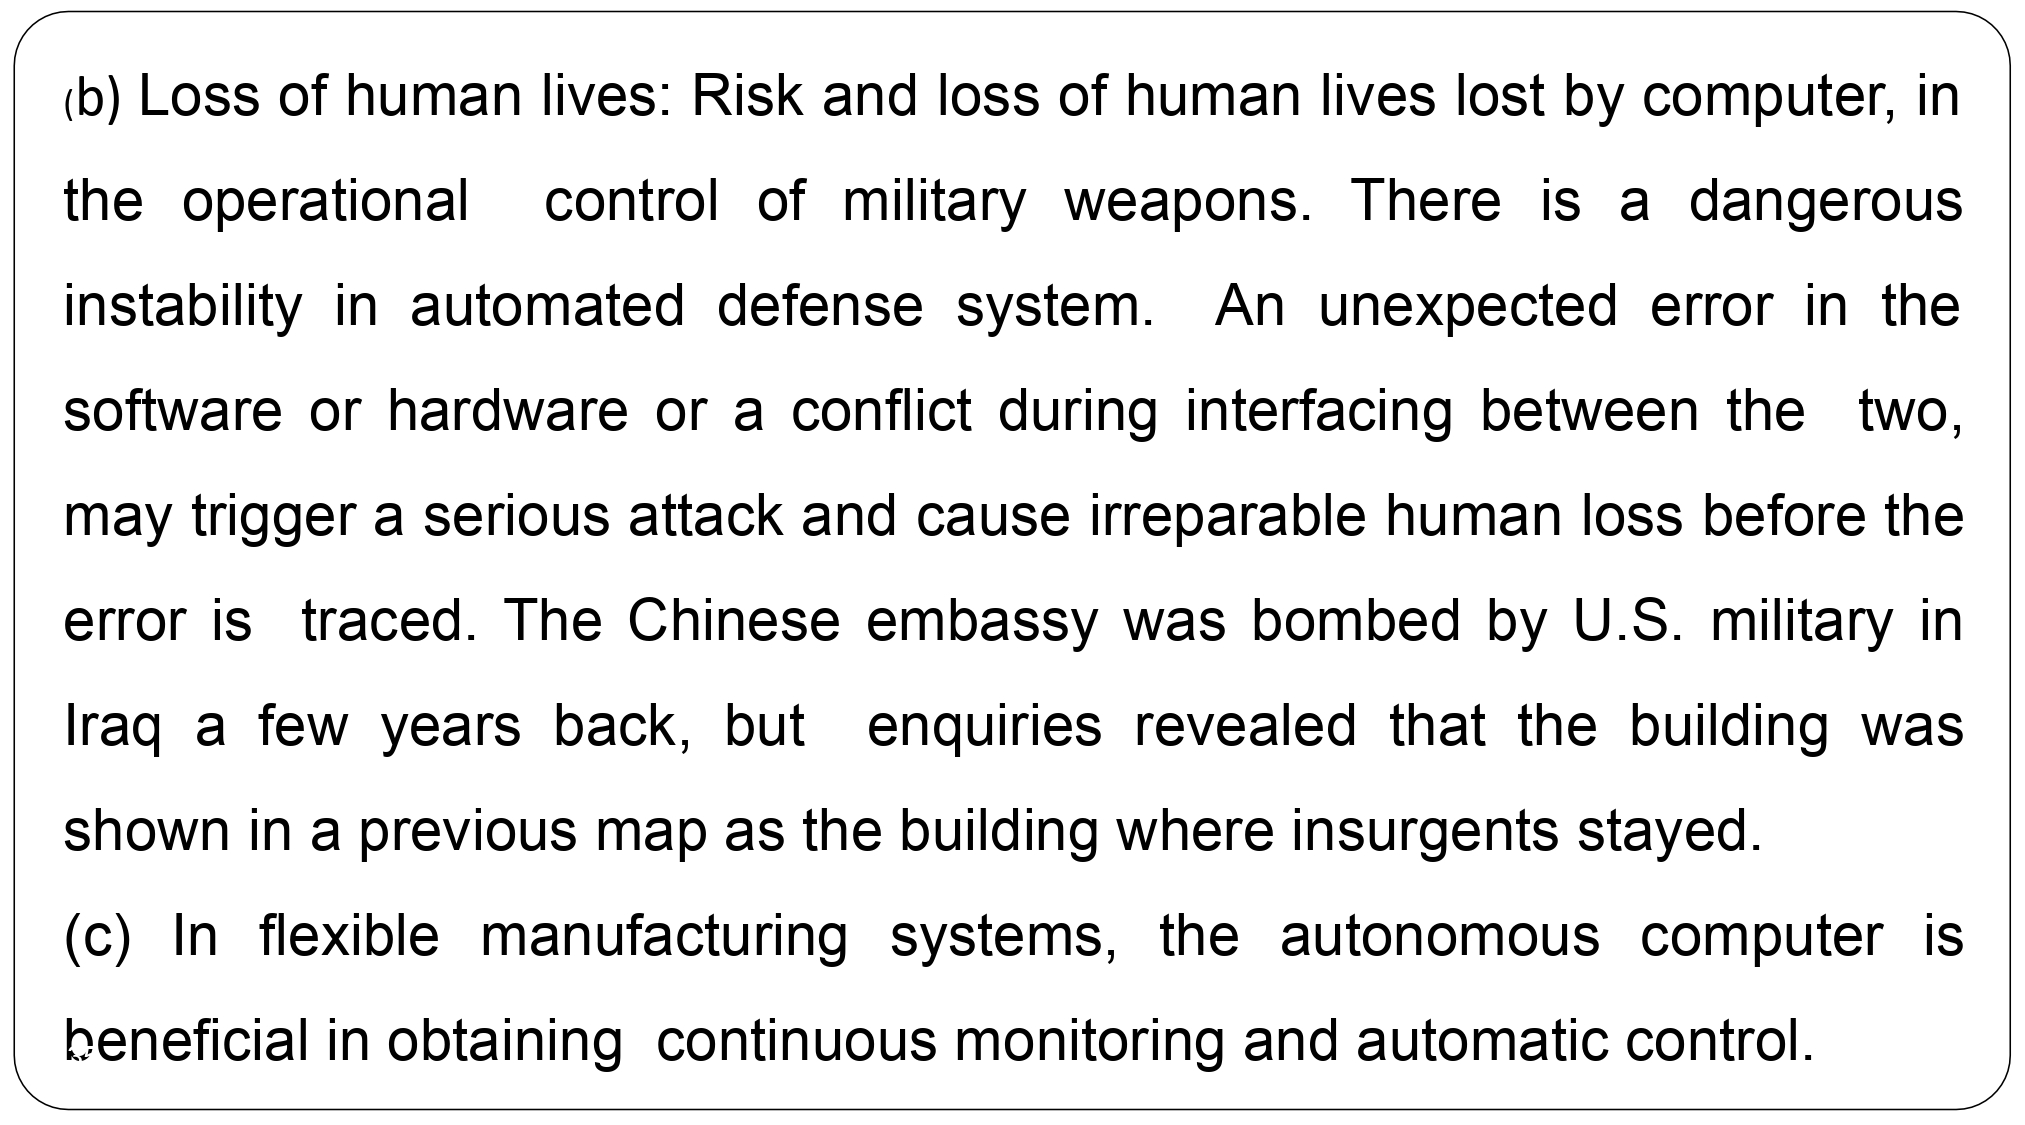 (b) Loss of human lives: Risk and loss of human lives lost by computer, in
the operational control of military weapons. There is a dangerous
instability in automated defense system. An unexpected error in the
software or hardware or a conflict during interfacing between the two,
may trigger a serious attack and cause irreparable human loss before the
error is traced. The Chinese embassy was bombed by U.S. military in
Iraq a few years back, but enquiries revealed that the building was
shown in a previous map as the building where insurgents stayed.
(c) In flexible manufacturing systems, the autonomous computer is
beneficial in obtaining continuous monitoring and automatic control.